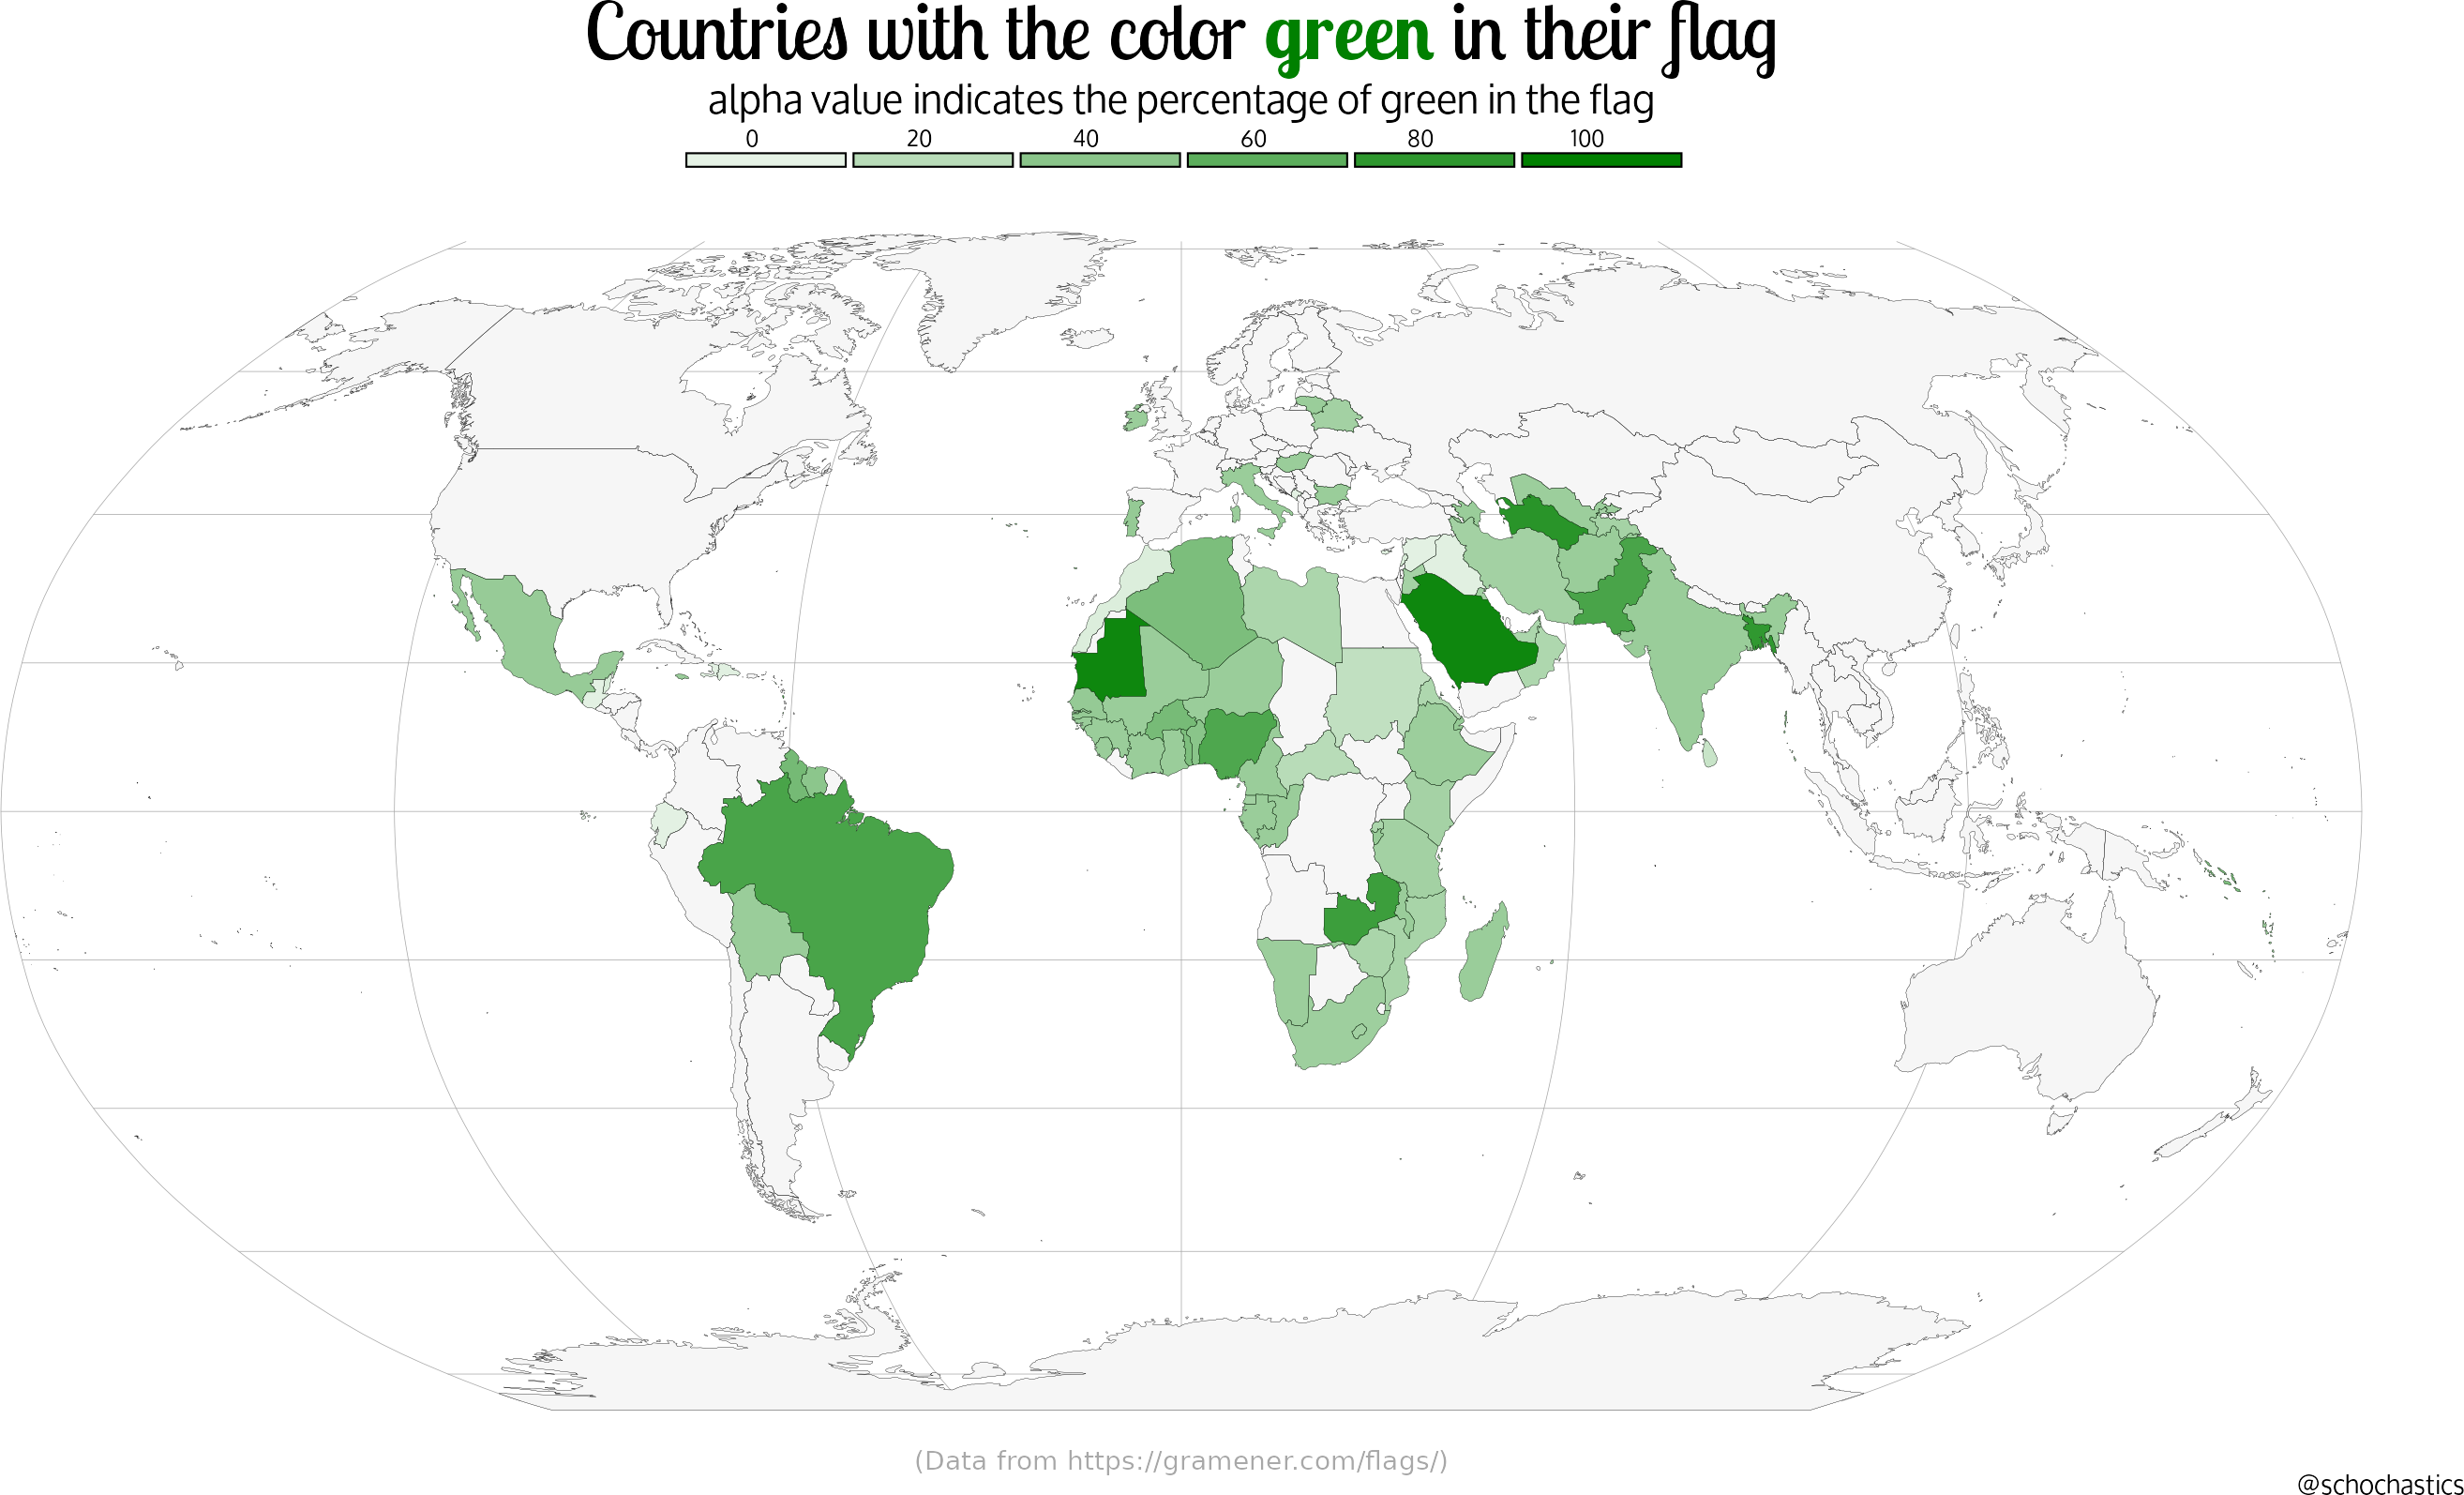 Countries with the color green in their flag
alpha value indicates the percentage of green in the flag
0 20 40 60 80 100
(Data from https://gramener.com/flags/)
@schochastics